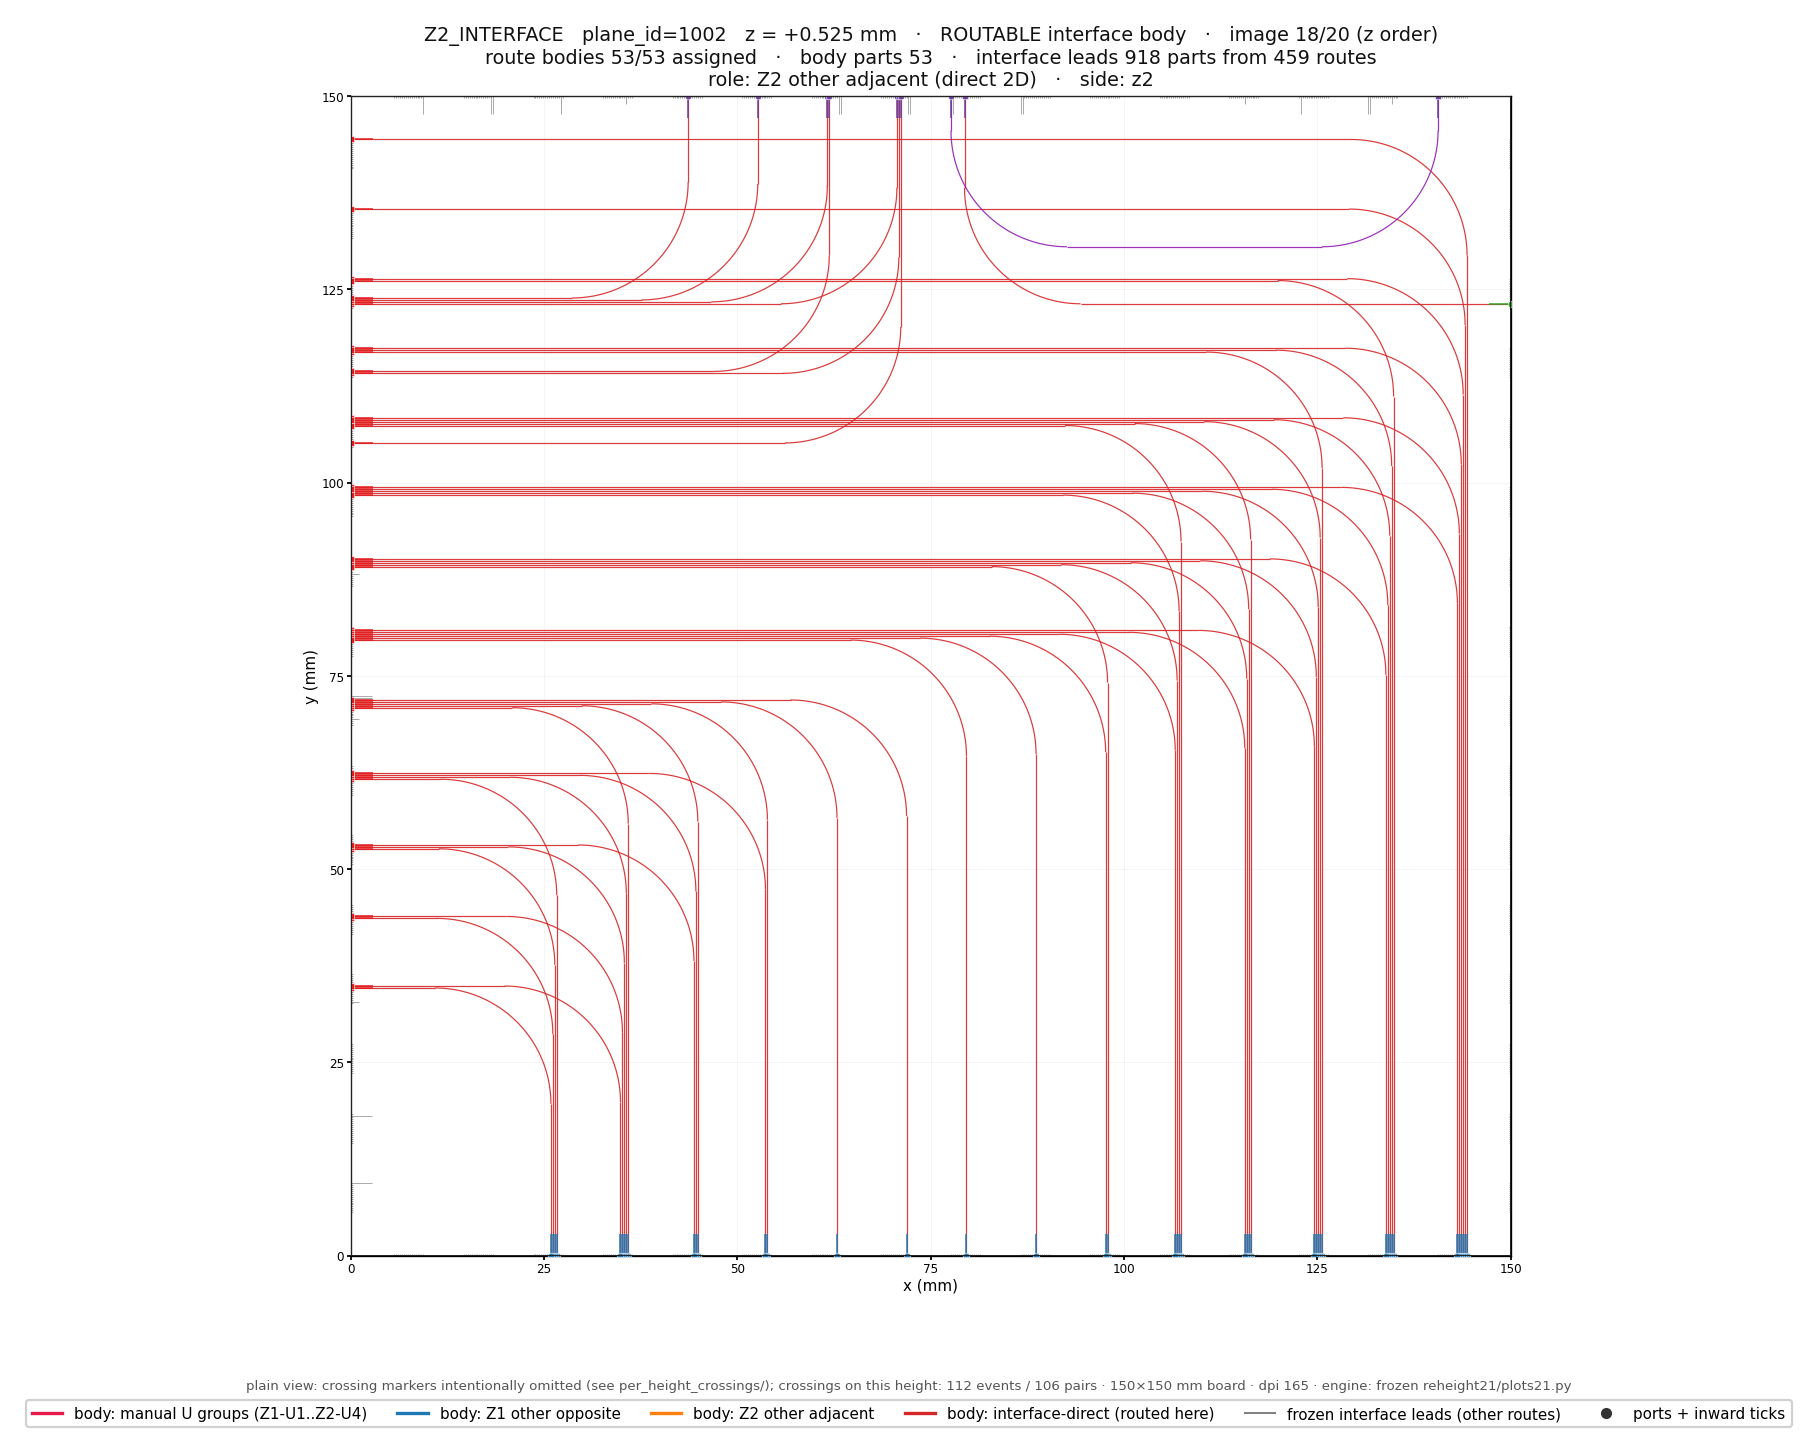 Z2_INTERFACE   plane_id=1002   z = +0.525 mm   ·   ROUTABLE interface body   ·   image 18/20 (z order)
route bodies 53/53 assigned   ·   body parts 53   ·   interface leads 918 parts from 459 routes
role: Z2 other adjacent (direct 2D)   ·   side: z2
150
125
100
75
50
25
0
y (mm)
0 25 50 75 100 125 150
x (mm)
plain view: crossing markers intentionally omitted (see per_height_crossings/); crossings on this height: 112 events / 106 pairs · 150×150 mm board · dpi 165 · engine: frozen reheight21/plots21.py
body: manual U groups (Z1-U1..Z2-U4) body: Z1 other opposite body: Z2 other adjacent body: interface-direct (routed here) frozen interface leads (other routes) ports + inward ticks